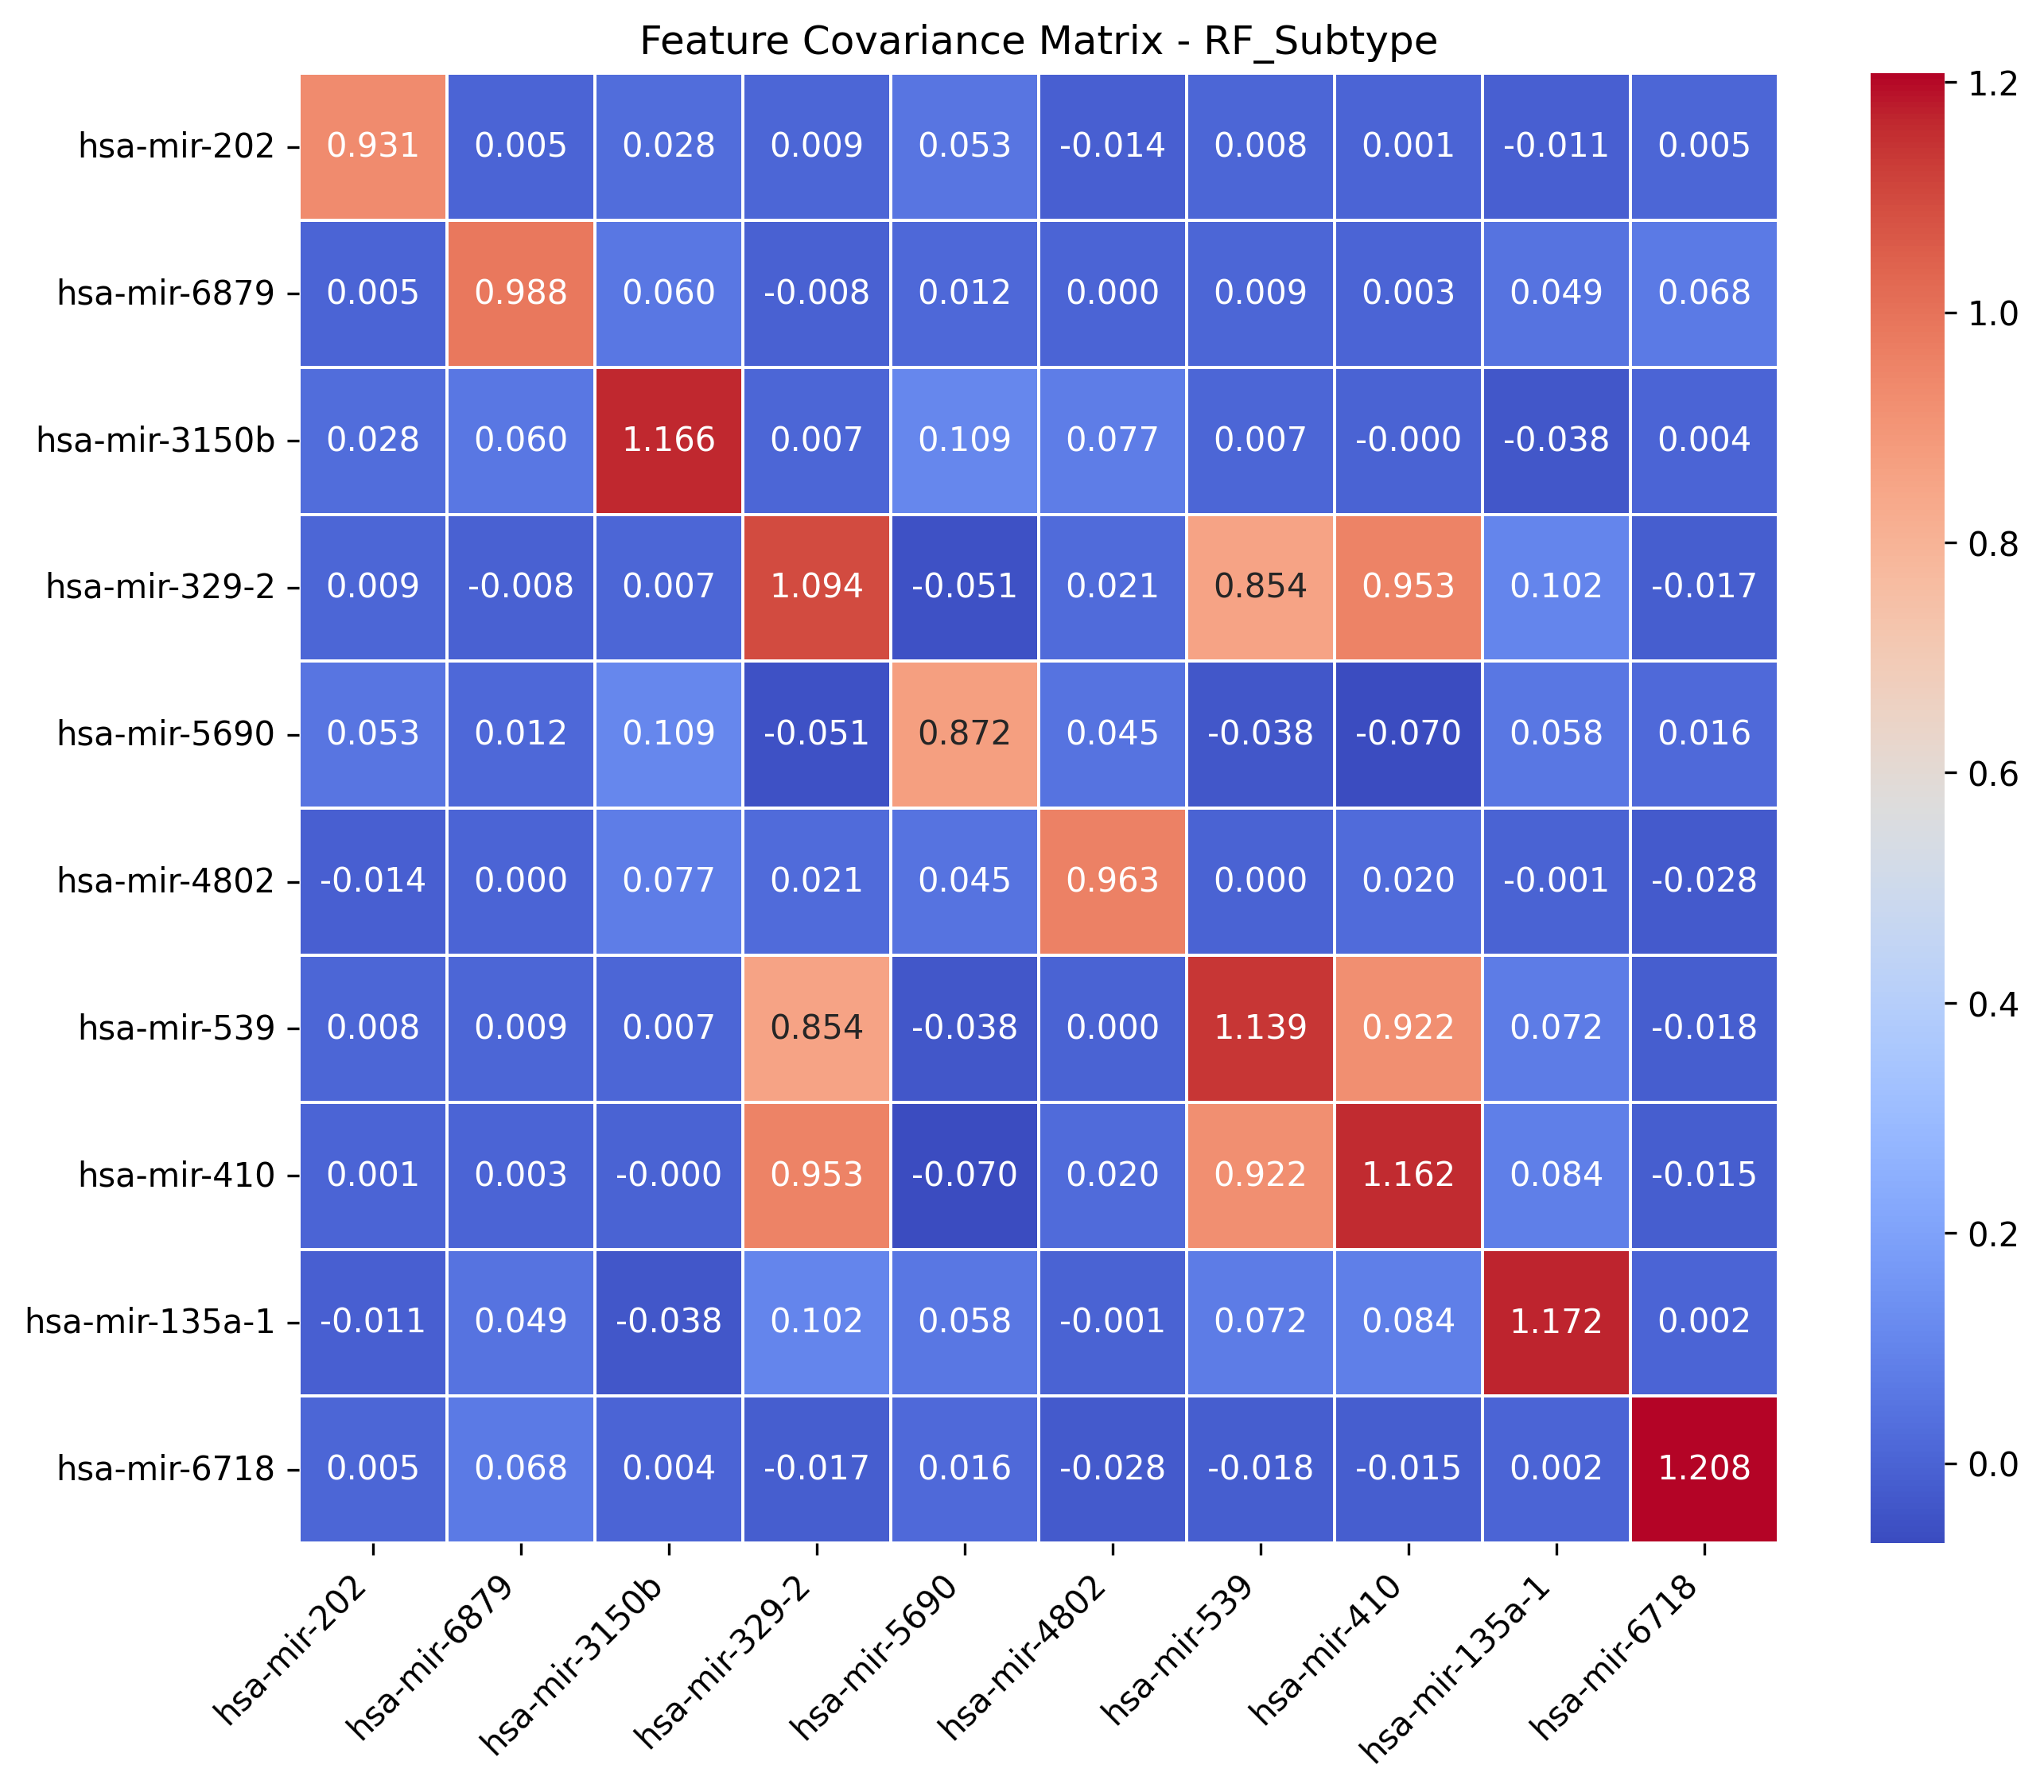 Feature Covariance Matrix - RF_Subtype
hsa-mir-202 0.931 0.005 0.028 0.009 0.053 -0.014 0.008 0.001 -0.011 0.005
hsa-mir-6879 0.005 0.988 0.060 -0.008 0.012 0.000 0.009 0.003 0.049 0.068
hsa-mir-3150b 0.028 0.060 1.166 0.007 0.109 0.077 0.007 -0.000 -0.038 0.004
hsa-mir-329-2 0.009 -0.008 0.007 1.094 -0.051 0.021 0.854 0.953 0.102 -0.017
hsa-mir-5690 0.053 0.012 0.109 -0.051 0.872 0.045 -0.038 -0.070 0.058 0.016
hsa-mir-4802 -0.014 0.000 0.077 0.021 0.045 0.963 0.000 0.020 -0.001 -0.028
hsa-mir-539 0.008 0.009 0.007 0.854 -0.038 0.000 1.139 0.922 0.072 -0.018
hsa-mir-410 0.001 0.003 -0.000 0.953 -0.070 0.020 0.922 1.162 0.084 -0.015
hsa-mir-135a-1 -0.011 0.049 -0.038 0.102 0.058 -0.001 0.072 0.084 1.172 0.002
hsa-mir-6718 0.005 0.068 0.004 -0.017 0.016 -0.028 -0.018 -0.015 0.002 1.208
hsa-mir-202 hsa-mir-6879 hsa-mir-3150b hsa-mir-329-2 hsa-mir-5690 hsa-mir-4802 hsa-mir-539 hsa-mir-410 hsa-mir-135a-1 hsa-mir-6718
1.2
1.0
0.8
0.6
0.4
0.2
0.0